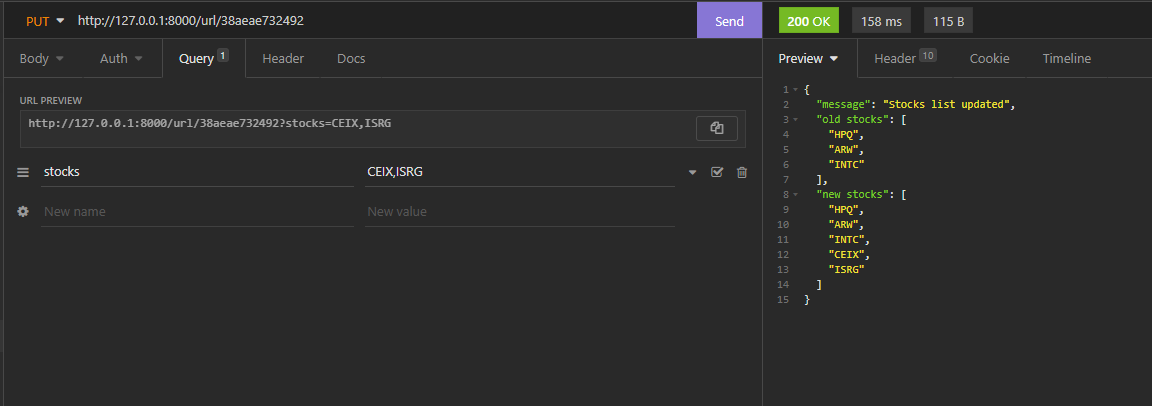 PUT http://127.0.0.1:8000/url/38aeae732492 Send 200 OK 158 ms 115 B
Body Auth Query 1 Header Docs Preview Header 10 Cookie Timeline
URL PREVIEW
http://127.0.0.1:8000/url/38aeae732492?stocks=CEIX,ISRG
stocks CEIX,ISRG
New name New value
1 {
2 "message": "Stocks list updated",
3 "old stocks": [
4 "HPQ",
5 "ARW",
6 "INTC"
7 ],
8 "new stocks": [
9 "HPQ",
10 "ARW",
11 "INTC",
12 "CEIX",
13 "ISRG"
14 ]
15 }